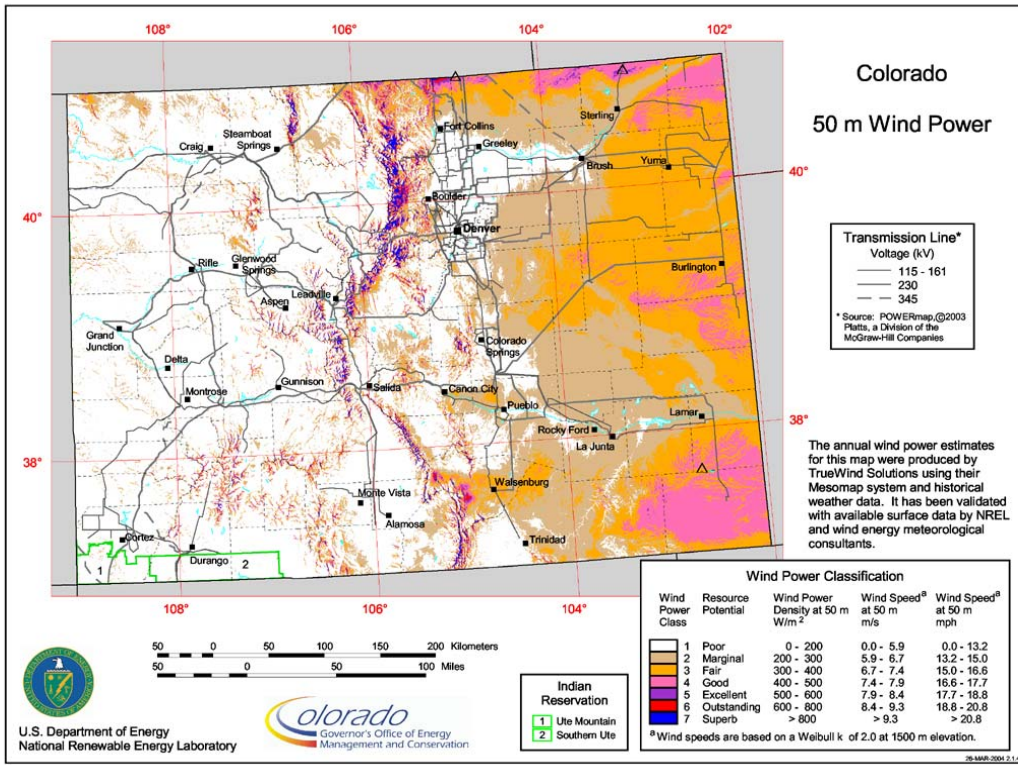 108°
106°
104°
102°
Colorado
50 m Wind Power
Sterling
Fort Collins
Steamboat
Springs
Craig
Greeley
Brush
Yuma
40°
Boulder
40°
Denver
Transmission Line*
Voltage (kV)
115 - 161
230
345
* Source: POWERmap,©2003
Platts, a Division of the
McGraw-Hill Companies
Rifle
Glenwood
Springs
Burlington
Leadville
Aspen
Grand
Junction
Colorado
Springs
Delta
Montrose
Gunnison
Salida
Canon City
Pueblo
Lamar
38°
Rocky Ford
La Junta
38°
The annual wind power estimates
for this map were produced by
TrueWind Solutions using their
Mesomap system and historical
weather data. It has been validated
with available surface data by NREL
and wind energy meteorological
consultants.
Walsenburg
Monte Vista
Alamosa
Trinidad
Cortez
Durango
1
2
108°
106°
104°
Wind Power Classification
Wind Power Class Resource Potential Wind Power Density at 50 m W/m 2 Wind Speed a at 50 m m/s Wind Speed a at 50 m mph
1 Poor 0 - 200 0.0 - 5.9 0.0 - 13.2
2 Marginal 200 - 300 5.9 - 6.7 13.2 - 15.0
3 Fair 300 - 400 6.7 - 7.4 15.0 - 16.6
4 Good 400 - 500 7.4 - 7.9 16.6 - 17.7
5 Excellent 500 - 600 7.9 - 8.4 17.7 - 18.8
6 Outstanding 600 - 800 8.4 - 9.3 18.8 - 20.8
7 Superb > 800 > 9.3 > 20.8
a Wind speeds are based on a Weibull k of 2.0 at 1500 m elevation.
50 0 50 100 150 200 Kilometers
50 0 50 100 Miles
Indian
Reservation
1 Ute Mountain
2 Southern Ute
Colorado
Governor's Office of Energy
Management and Conservation
U.S. Department of Energy
National Renewable Energy Laboratory